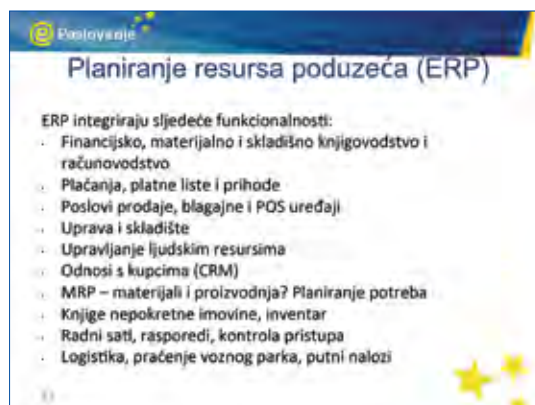 e Poslovanje
Planiranje resursa poduzeća (ERP)
ERP integriraju sljedeće funkcionalnosti:
· Financijsko, materijalno i skladišno knjigovodstvo i
računovodstvo
· Plaćanja, platne liste i prihode
· Poslovi prodaje, blagajne i POS uređaji
· Uprava i skladište
· Upravljanje ljudskim resursima
· Odnosi s kupcima (CRM)
· MRP – materijali i proizvodnja? Planiranje potreba
· Knjige nepokretne imovine, inventar
· Radni sati, rasporedi, kontrola pristupa
· Logistika, praćenje voznog parka, putni nalozi